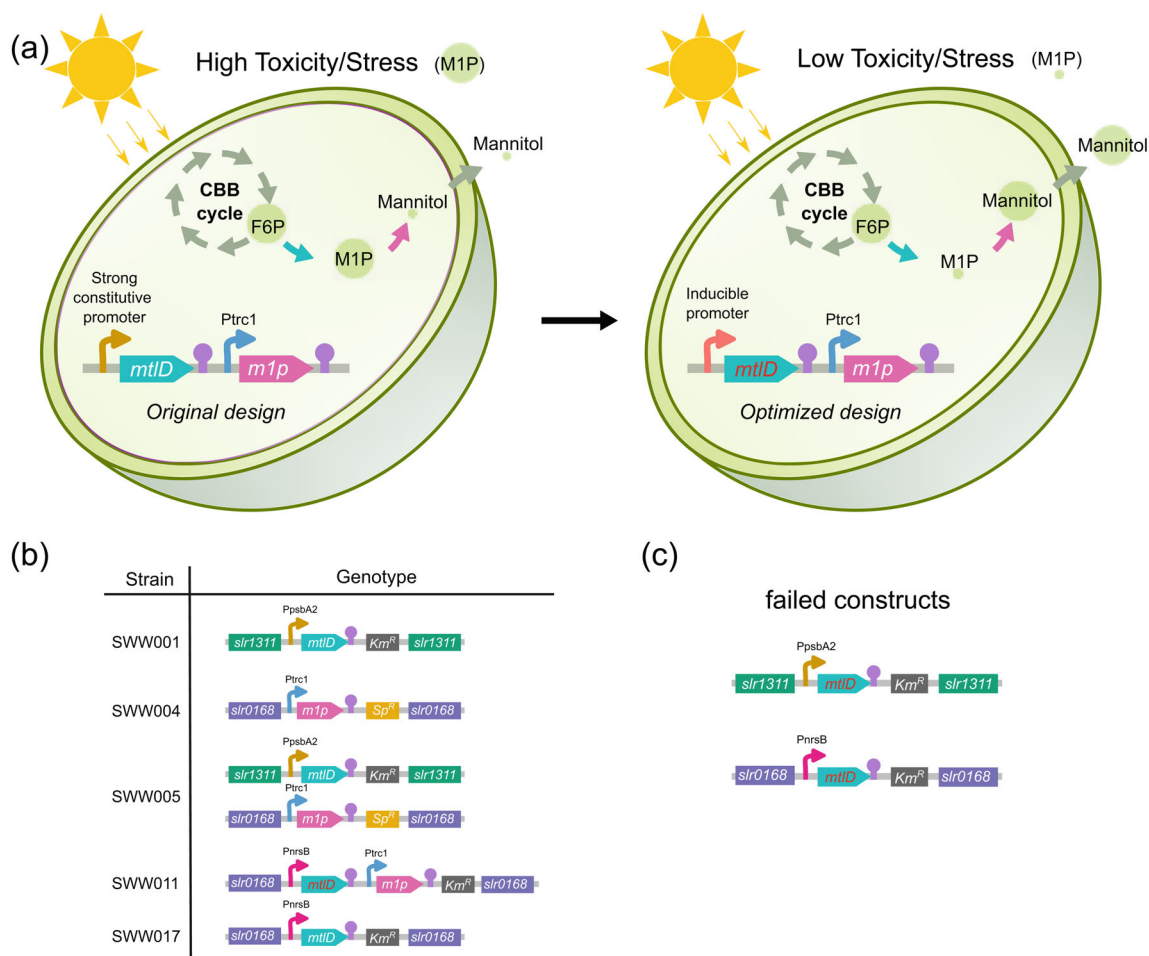 (a)
High Toxicity/Stress (M1P)
Mannitol
CBB
cycle
F6P
Mannitol
M1P
Strong
constitutive
promoter
Ptrc1
mtlD
m1p
Original design
Low Toxicity/Stress (M1P)
Mannitol
CBB
cycle
F6P
Mannitol
M1P
Inducible
promoter
Ptrc1
mtlD
m1p
Optimized design
(b)
Strain Genotype
PpsbA2
SWW001 slr1311 mtlD KmR slr1311
Ptrc1
SWW004 slr0168 m1p SpR slr0168
PpsbA2
slr1311 mtlD KmR slr1311
SWW005
Ptrc1
slr0168 m1p SpR slr0168
PnrsB Ptrc1
SWW011 slr0168 mtlD m1p KmR slr0168
PnrsB
SWW017 slr0168 mtlD KmR slr0168
(c)
failed constructs
PpsbA2
slr1311 mtlD KmR slr1311
PnrsB
slr0168 mtlD KmR slr0168